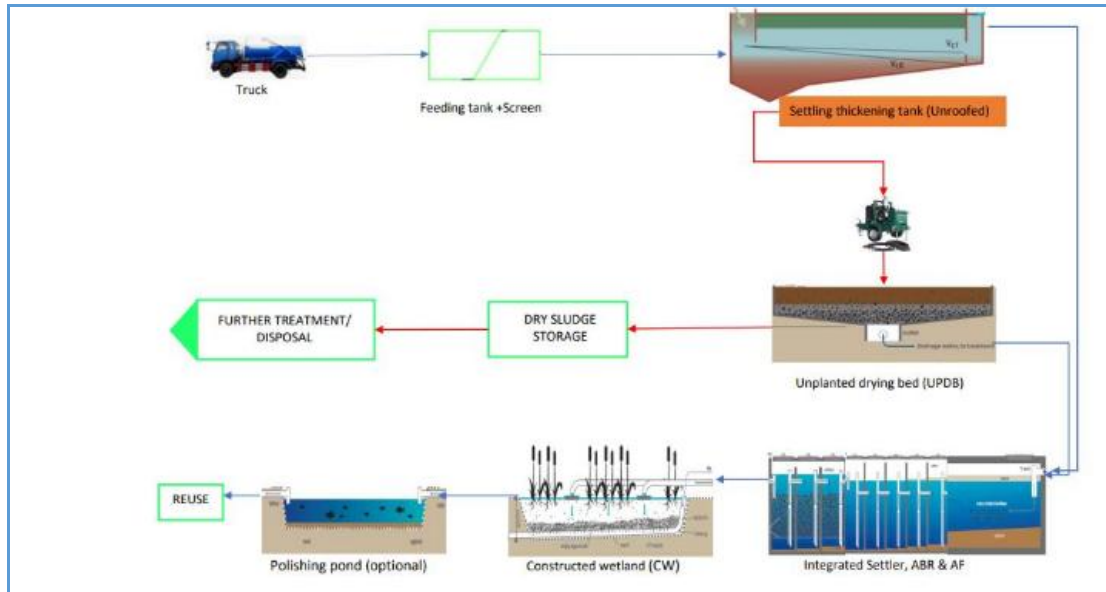 Truck
Feeding tank +Screen
Settling thickening tank (Unroofed)
FURTHER TREATMENT/
DISPOSAL
DRY SLUDGE
STORAGE
Unplanted drying bed (UPDB)
REUSE
Polishing pond (optional)
Constructed wetland (CW)
Integrated Settler, ABR & AF